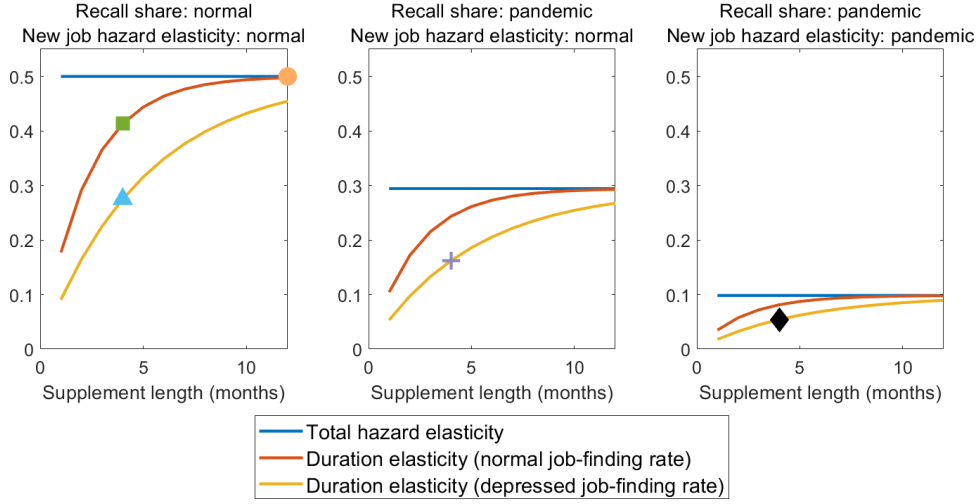 Recall share: normal
New job hazard elasticity: normal
0.5
0.4
0.3
0.2
0.1
0
0
5
10
Supplement length (months)
Recall share: pandemic
New job hazard elasticity: normal
0.5
0.4
0.3
0.2
0.1
0
0
5
10
Supplement length (months)
Recall share: pandemic
New job hazard elasticity: pandemic
0.5
0.4
0.3
0.2
0.1
0
0
5
10
Supplement length (months)
Total hazard elasticity
Duration elasticity (normal job-finding rate)
Duration elasticity (depressed job-finding rate)